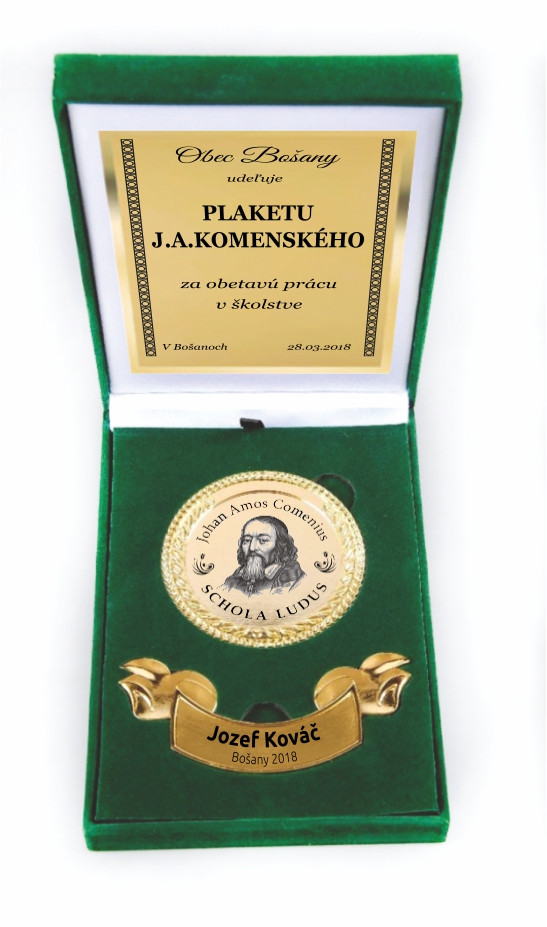 Obec Bošany
udeľuje
PLAKETU
J.A.KOMENSKÉHO
za obetavú prácu
v školstve
V Bošanoch 28.03.2018
Johan Amos Comenius
SCHOLA LUDUS
Jozef Kováč
Bošany 2018